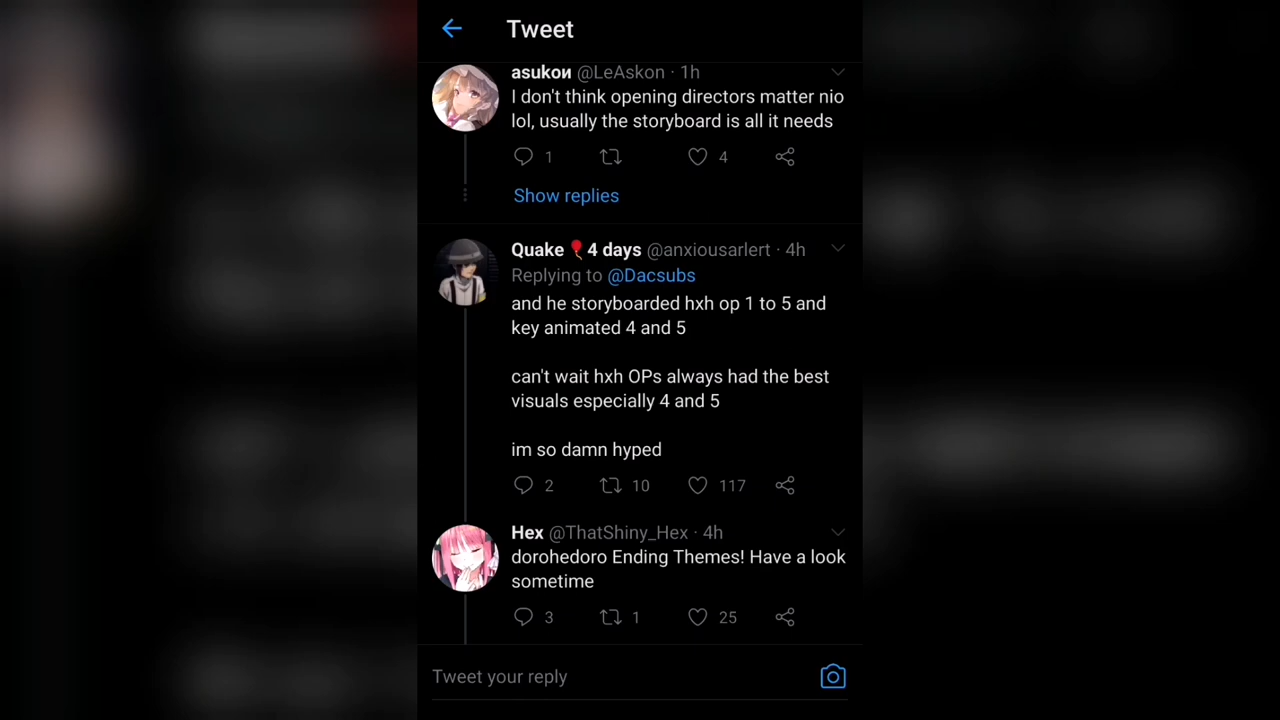 Tweet
asukoи @LeAskon · 1h
I don't think opening directors matter nio
lol, usually the storyboard is all it needs
1 4
Show replies
Quake🎈4 days @anxiousarlert · 4h
Replying to @Dacsubs
and he storyboarded hxh op 1 to 5 and
key animated 4 and 5
can't wait hxh OPs always had the best
visuals especially 4 and 5
im so damn hyped
2 10 117
Hex @ThatShiny_Hex · 4h
dorohedoro Ending Themes! Have a look
sometime
3 1 25
Tweet your reply